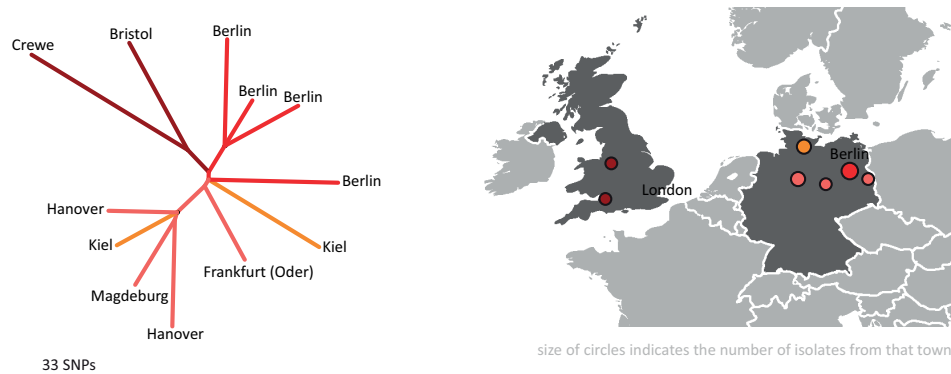 Berlin
Bristol
Crewe
Berlin
Berlin
Berlin
Hanover
Kiel
Kiel
Frankfurt (Oder)
Magdeburg
Hanover
33 SNPs
Berlin
London
size of circles indicates the number of isolates from that town